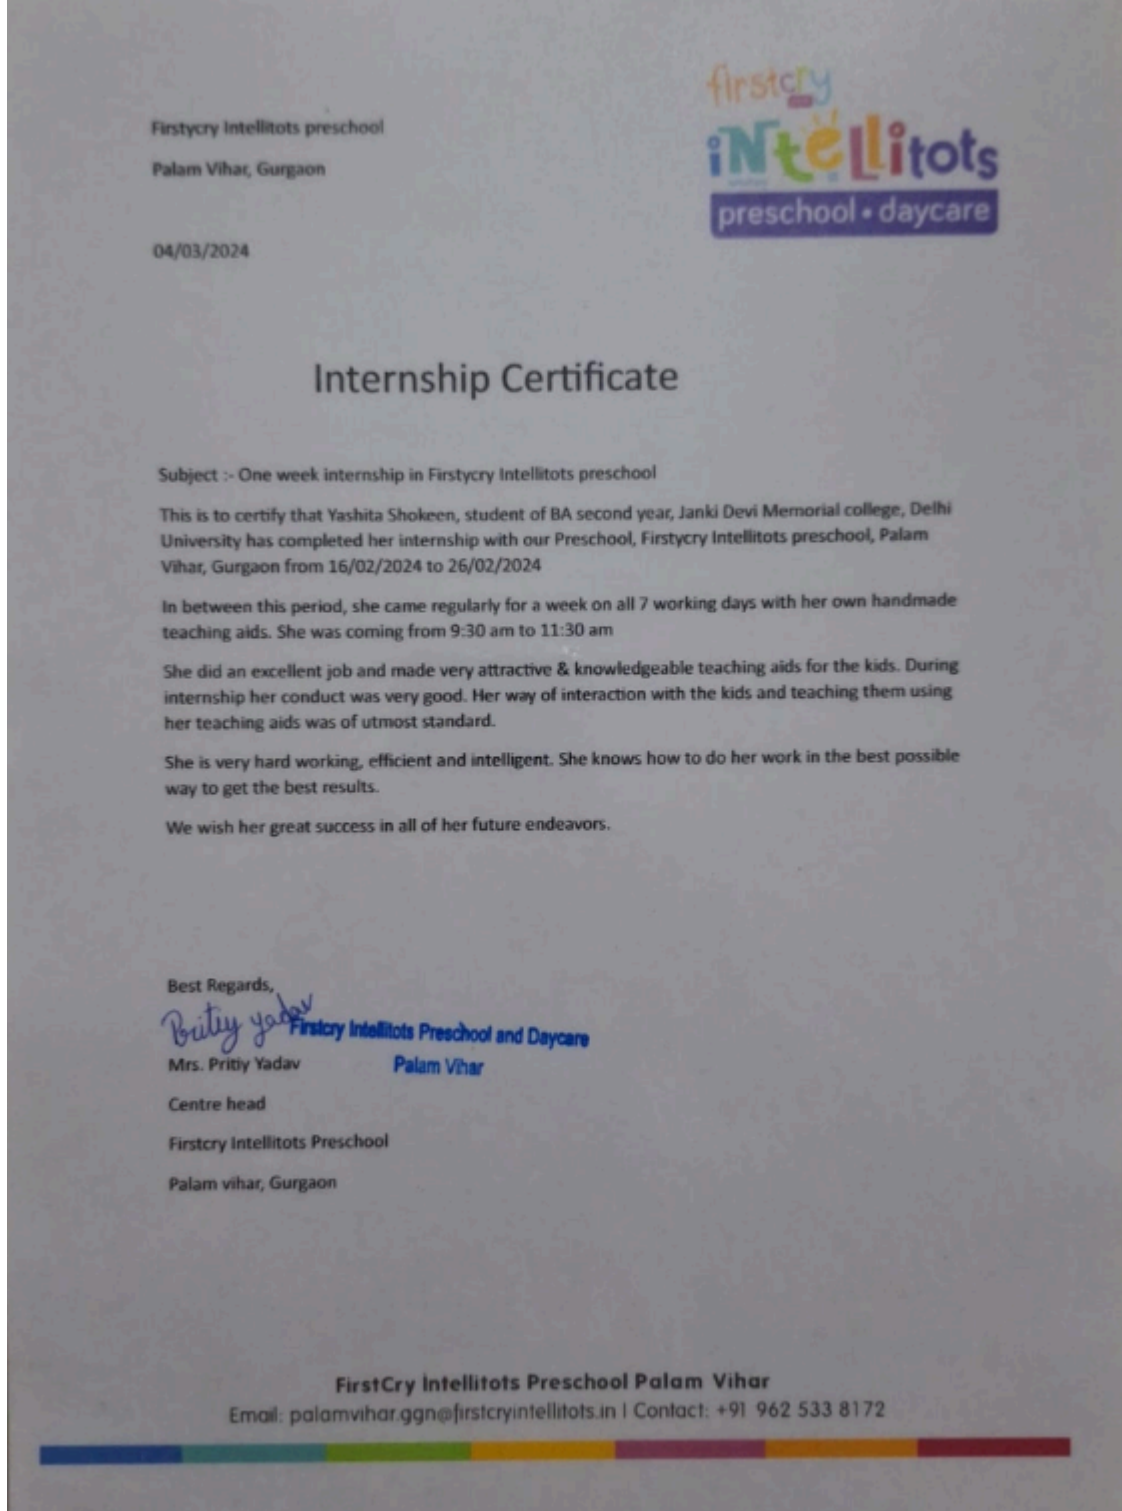 firstcry
iNtellitots
preschool • daycare
Firstycry Intellitots preschool
Palam Vihar, Gurgaon
04/03/2024
Internship Certificate
Subject :- One week internship in Firstycry Intellitots preschool
This is to certify that Yashita Shokeen, student of BA second year, Janki Devi Memorial college, Delhi
University has completed her internship with our Preschool, Firstycry Intellitots preschool, Palam
Vihar, Gurgaon from 16/02/2024 to 26/02/2024
In between this period, she came regularly for a week on all 7 working days with her own handmade
teaching aids. She was coming from 9:30 am to 11:30 am
She did an excellent job and made very attractive & knowledgeable teaching aids for the kids. During
internship her conduct was very good. Her way of interaction with the kids and teaching them using
her teaching aids was of utmost standard.
She is very hard working, efficient and intelligent. She knows how to do her work in the best possible
way to get the best results.
We wish her great success in all of her future endeavors.
Best Regards,
Pritiy yadav
Firstcry Intellitots Preschool and Daycare
Palam Vihar
Mrs. Pritiy Yadav
Centre head
Firstcry Intellitots Preschool
Palam vihar, Gurgaon
FirstCry Intellitots Preschool Palam Vihar
Email: palamvihar.ggn@firstcryintellitots.in | Contact: +91 962 533 8172